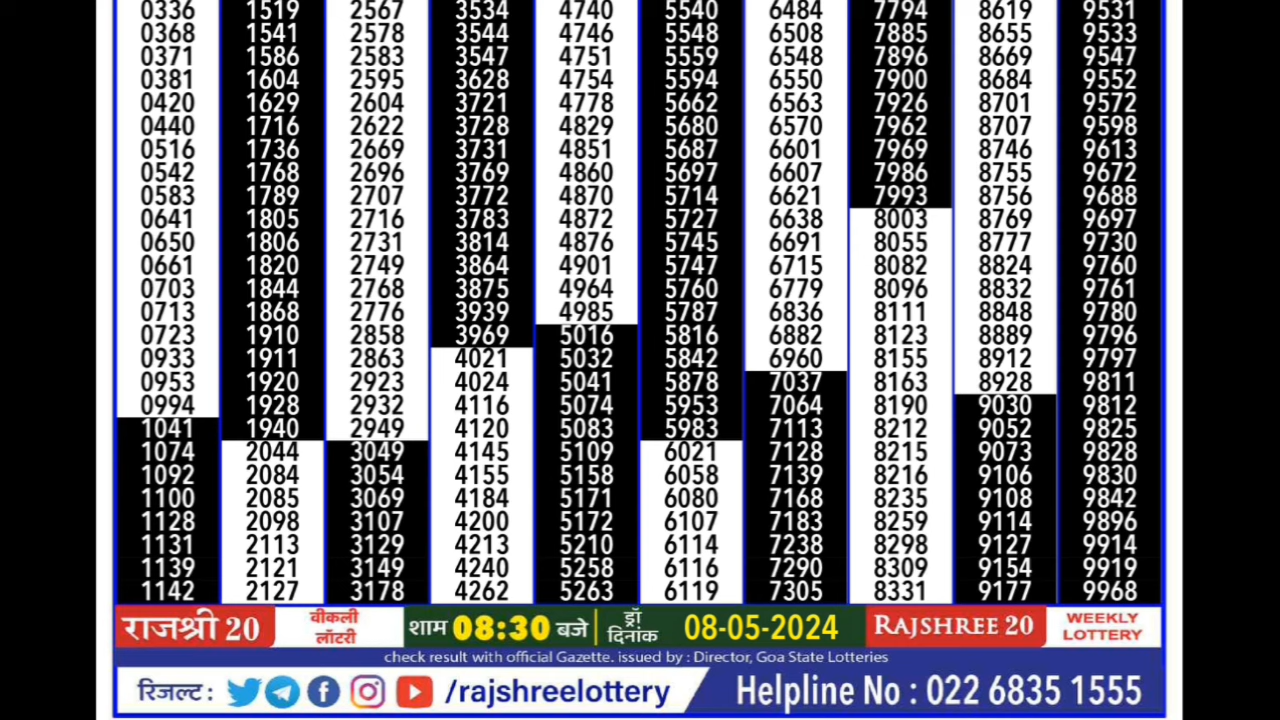 0336 1519 2567 3534 4740 5540 6484 7794 8619 9531
0368 1541 2578 3544 4746 5548 6508 7885 8655 9533
0371 1586 2583 3547 4751 5559 6548 7896 8669 9547
0381 1604 2595 3628 4754 5594 6550 7900 8684 9552
0420 1629 2604 3721 4778 5662 6563 7926 8701 9572
0440 1716 2622 3728 4829 5680 6570 7962 8707 9598
0516 1736 2669 3731 4851 5687 6601 7969 8746 9613
0542 1768 2696 3769 4860 5697 6607 7986 8755 9672
0583 1789 2707 3772 4870 5714 6621 7993 8756 9688
0641 1805 2716 3783 4872 5727 6638 8003 8769 9697
0650 1806 2731 3814 4876 5745 6691 8055 8777 9730
0661 1820 2749 3864 4901 5747 6715 8082 8824 9760
0703 1844 2768 3875 4964 5760 6779 8096 8832 9761
0713 1868 2776 3939 4985 5787 6836 8111 8848 9780
0723 1910 2858 3969 5016 5816 6882 8123 8889 9796
0933 1911 2863 4021 5032 5842 6960 8155 8912 9797
0953 1920 2923 4024 5041 5878 7037 8163 8928 9811
0994 1928 2932 4116 5074 5953 7064 8190 9030 9812
1041 1940 2949 4120 5083 5983 7113 8212 9052 9825
1074 2044 3049 4145 5109 6021 7128 8215 9073 9828
1092 2084 3054 4155 5158 6058 7139 8216 9106 9830
1100 2085 3069 4184 5171 6080 7168 8235 9108 9842
1128 2098 3107 4200 5172 6107 7183 8259 9114 9896
1131 2113 3129 4213 5210 6114 7238 8298 9127 9914
1139 2121 3149 4240 5258 6116 7290 8309 9154 9919
1142 2127 3178 4262 5263 6119 7305 8331 9177 9968
राजश्री 20 वीकली लॉटरी शाम 08:30 बजे ड्रॉ दिनांक 08-05-2024 RAJSHREE 20 WEEKLY LOTTERY
check result with official Gazette. issued by : Director, Goa State Lotteries
रिजल्ट : /rajshreelottery Helpline No : 022 6835 1555